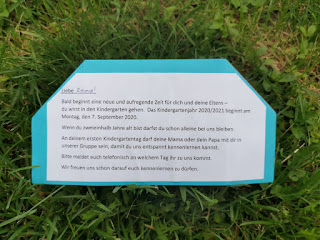 Liebe Emma!
Bald beginnt eine neue und aufregende Zeit für dich und deine Eltern –
du wirst in den Kindergarten gehen. Das Kindergartenjahr 2020/2021 beginnt am
Montag, den 7. September 2020.
Wenn du zweieinhalb Jahre alt bist darfst du schon alleine bei uns bleiben.
An deinem ersten Kindergartentag darf deine Mama oder dein Papa mit dir in
unserer Gruppe sein, damit du uns entspannt kennenlernen kannst.
Bitte meldet euch telefonisch an welchem Tag ihr zu uns kommt.
Wir freuen uns schon darauf euch kennenlernen zu dürfen.